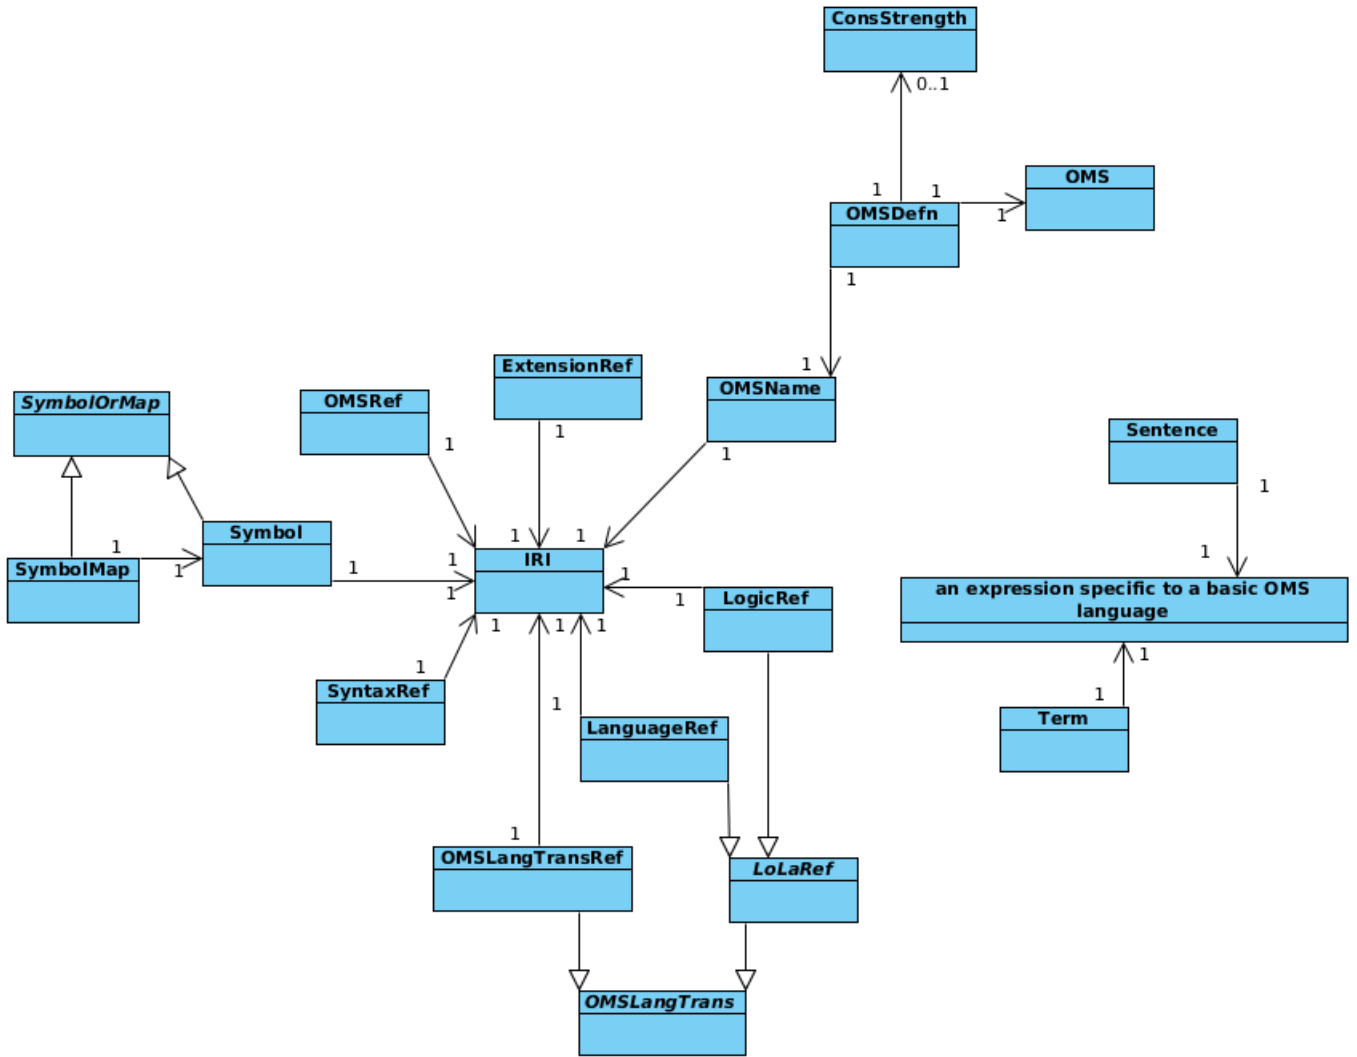 ConsStrength
0..1
OMS
1
1
1
OMSDefn
1
1
ExtensionRef
OMSName
OMSRef
SymbolOrMap
1
1
1
Sentence
1
1
1
1
Symbol
1
IRI
1
1
SymbolMap
1
1
1
1
1
LogicRef
an expression specific to a basic OMS
language
1
1
1
1
1
SyntaxRef
1
Term
1
LanguageRef
1
OMSLangTransRef
LoLaRef
OMSLangTrans